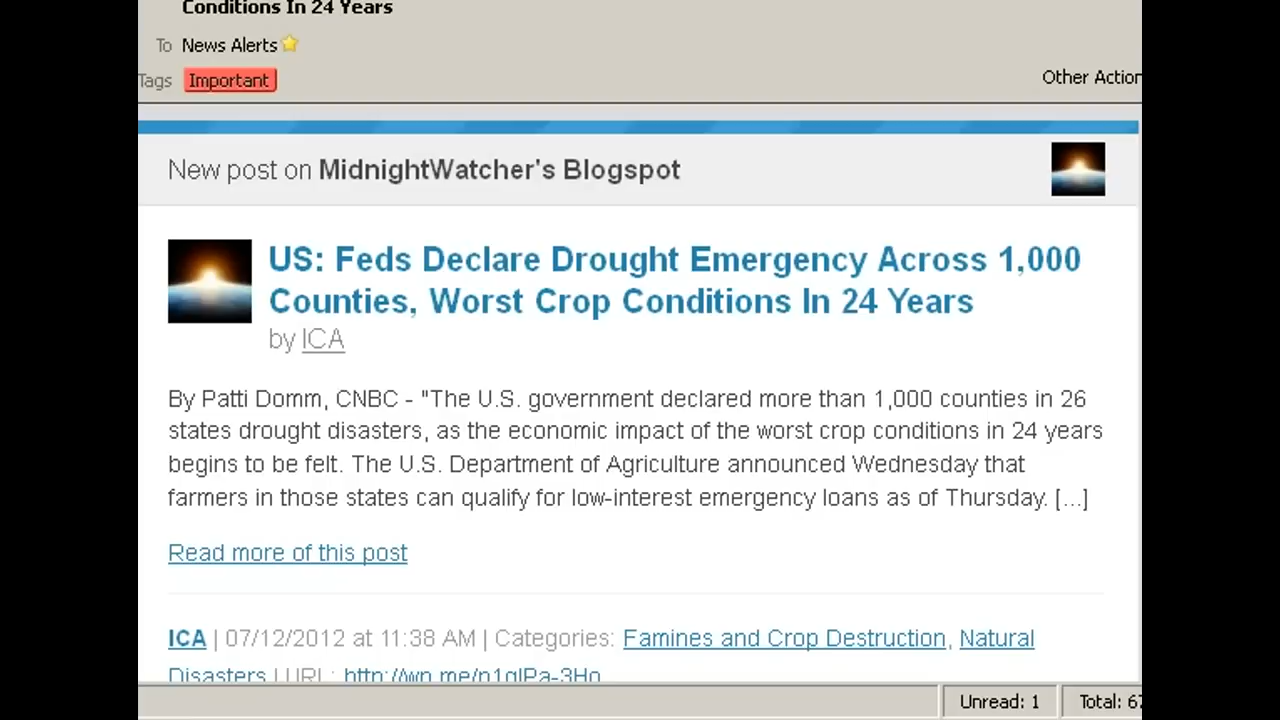 Conditions In 24 Years
To News Alerts
Tags Important
Other Action
New post on MidnightWatcher's Blogspot
US: Feds Declare Drought Emergency Across 1,000
Counties, Worst Crop Conditions In 24 Years
by ICA
By Patti Domm, CNBC - "The U.S. government declared more than 1,000 counties in 26
states drought disasters, as the economic impact of the worst crop conditions in 24 years
begins to be felt. The U.S. Department of Agriculture announced Wednesday that
farmers in those states can qualify for low-interest emergency loans as of Thursday. [...]
Read more of this post
ICA | 07/12/2012 at 11:38 AM | Categories: Famines and Crop Destruction, Natural
Disasters | URL:
Unread: 1
Total: 67